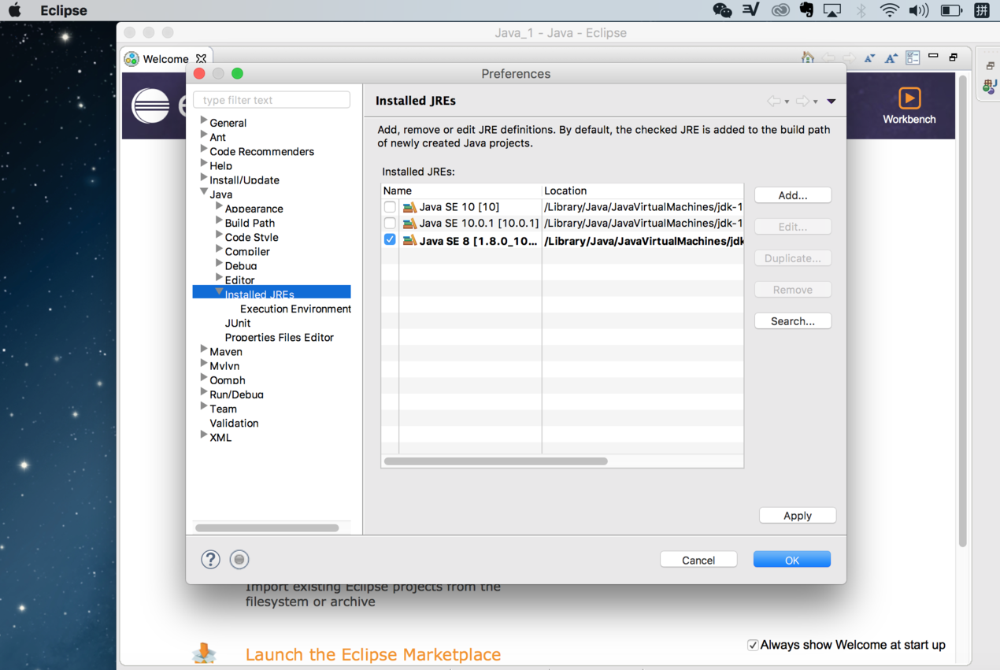 Eclipse
拼
Java_1 - Java - Eclipse
Welcome
Preferences
type filter text
General
Ant
Code Recommenders
Help
Install/Update
Java
Appearance
Build Path
Code Style
Compiler
Debug
Editor
Installed JREs
Execution Environment
JUnit
Properties Files Editor
Maven
Mylyn
Oomph
Run/Debug
Team
Validation
XML
Installed JREs
Add, remove or edit JRE definitions. By default, the checked JRE is added to the build path
of newly created Java projects.
Installed JREs:
Name Location
Java SE 10 [10] /Library/Java/JavaVirtualMachines/jdk-1
Java SE 10.0.1 [10.0.1] /Library/Java/JavaVirtualMachines/jdk-1
Java SE 8 [1.8.0_10... /Library/Java/JavaVirtualMachines/jdk
Add...
Edit...
Duplicate...
Remove
Search...
Apply
? Cancel OK
Workbench
Import existing Eclipse projects from the
filesystem or archive
Launch the Eclipse Marketplace
Always show Welcome at start up